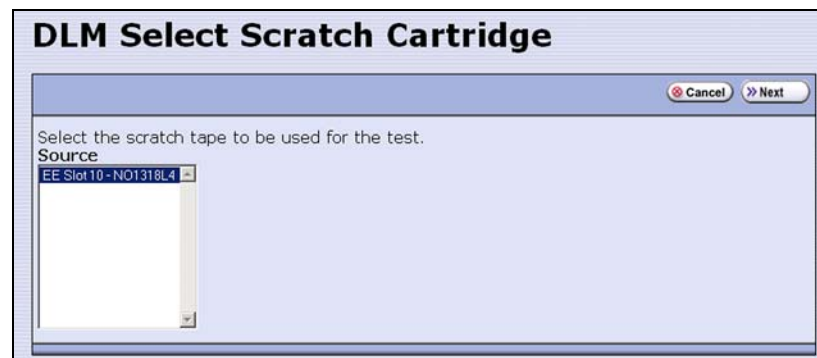 DLM Select Scratch Cartridge
Cancel Next
Select the scratch tape to be used for the test.
Source
EE Slot 10 - NO1318L4